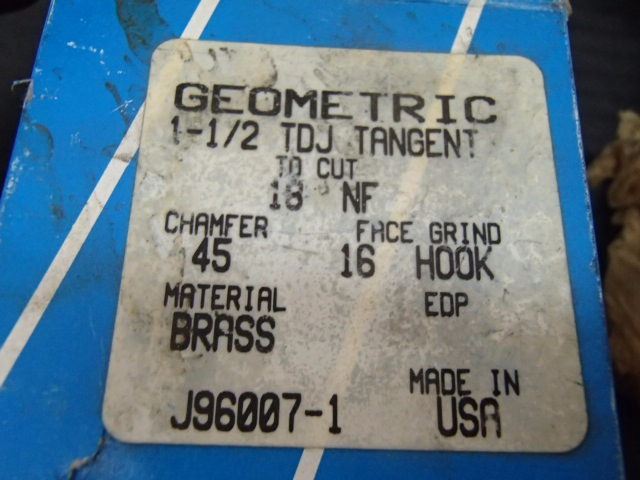 GEOMETRIC
1-1/2 TDJ TANGENT
TO CUT
18 NF
CHAMFER FACE GRIND
45 16 HOOK
MATERIAL EDP
BRASS
MADE IN
J96007-1 USA